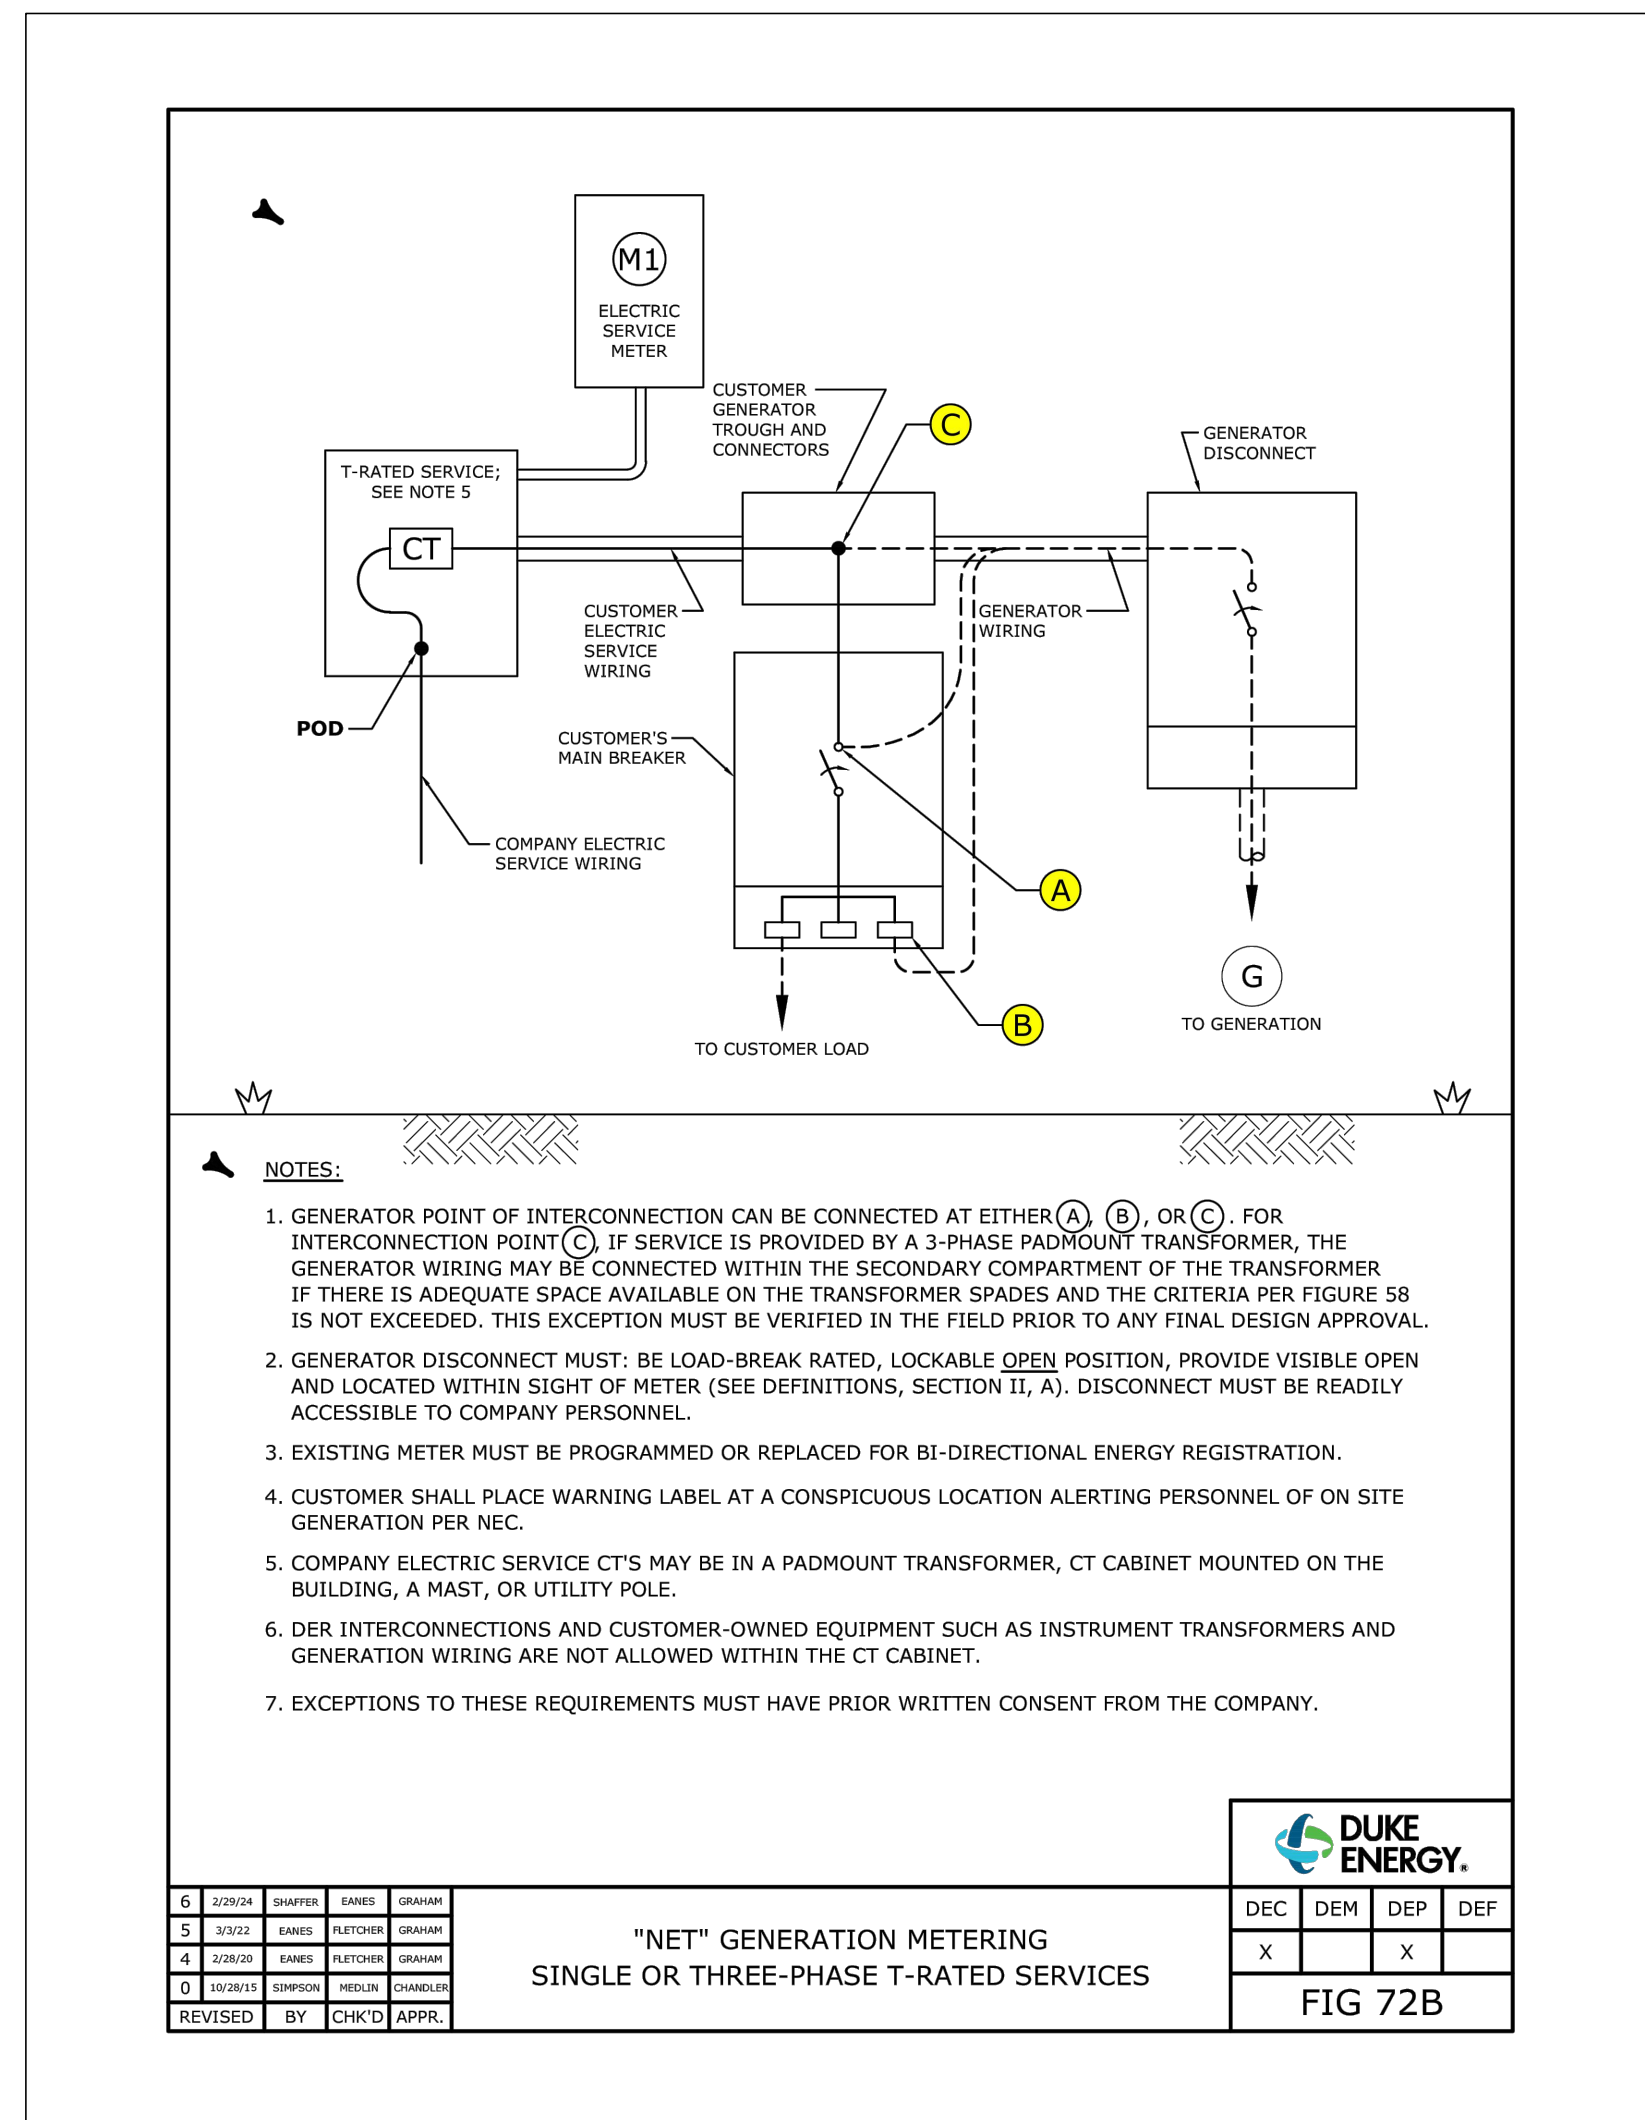 M1
ELECTRIC
SERVICE
METER
CUSTOMER
GENERATOR
TROUGH AND
CONNECTORS
C
GENERATOR
DISCONNECT
T-RATED SERVICE;
SEE NOTE 5
CT
CUSTOMER
ELECTRIC
SERVICE
WIRING
GENERATOR
WIRING
POD
CUSTOMER'S
MAIN BREAKER
COMPANY ELECTRIC
SERVICE WIRING
A
B
G
TO GENERATION
TO CUSTOMER LOAD
NOTES:
1. GENERATOR POINT OF INTERCONNECTION CAN BE CONNECTED AT EITHER A, B, OR C. FOR
INTERCONNECTION POINT C, IF SERVICE IS PROVIDED BY A 3-PHASE PADMOUNT TRANSFORMER, THE
GENERATOR WIRING MAY BE CONNECTED WITHIN THE SECONDARY COMPARTMENT OF THE TRANSFORMER
IF THERE IS ADEQUATE SPACE AVAILABLE ON THE TRANSFORMER SPADES AND THE CRITERIA PER FIGURE 58
IS NOT EXCEEDED. THIS EXCEPTION MUST BE VERIFIED IN THE FIELD PRIOR TO ANY FINAL DESIGN APPROVAL.
2. GENERATOR DISCONNECT MUST: BE LOAD-BREAK RATED, LOCKABLE OPEN POSITION, PROVIDE VISIBLE OPEN
AND LOCATED WITHIN SIGHT OF METER (SEE DEFINITIONS, SECTION II, A). DISCONNECT MUST BE READILY
ACCESSIBLE TO COMPANY PERSONNEL.
3. EXISTING METER MUST BE PROGRAMMED OR REPLACED FOR BI-DIRECTIONAL ENERGY REGISTRATION.
4. CUSTOMER SHALL PLACE WARNING LABEL AT A CONSPICUOUS LOCATION ALERTING PERSONNEL OF ON SITE
GENERATION PER NEC.
5. COMPANY ELECTRIC SERVICE CT'S MAY BE IN A PADMOUNT TRANSFORMER, CT CABINET MOUNTED ON THE
BUILDING, A MAST, OR UTILITY POLE.
6. DER INTERCONNECTIONS AND CUSTOMER-OWNED EQUIPMENT SUCH AS INSTRUMENT TRANSFORMERS AND
GENERATION WIRING ARE NOT ALLOWED WITHIN THE CT CABINET.
7. EXCEPTIONS TO THESE REQUIREMENTS MUST HAVE PRIOR WRITTEN CONSENT FROM THE COMPANY.
DUKE
ENERGY®
6 2/29/24 SHAFFER EANES GRAHAM
5 3/3/22 EANES FLETCHER GRAHAM
4 2/28/20 EANES FLETCHER GRAHAM
0 10/28/15 SIMPSON MEDLIN CHANDLER
REVISED BY CHK'D APPR.
"NET" GENERATION METERING
SINGLE OR THREE-PHASE T-RATED SERVICES
DEC DEM DEP DEF
X X
FIG 72B